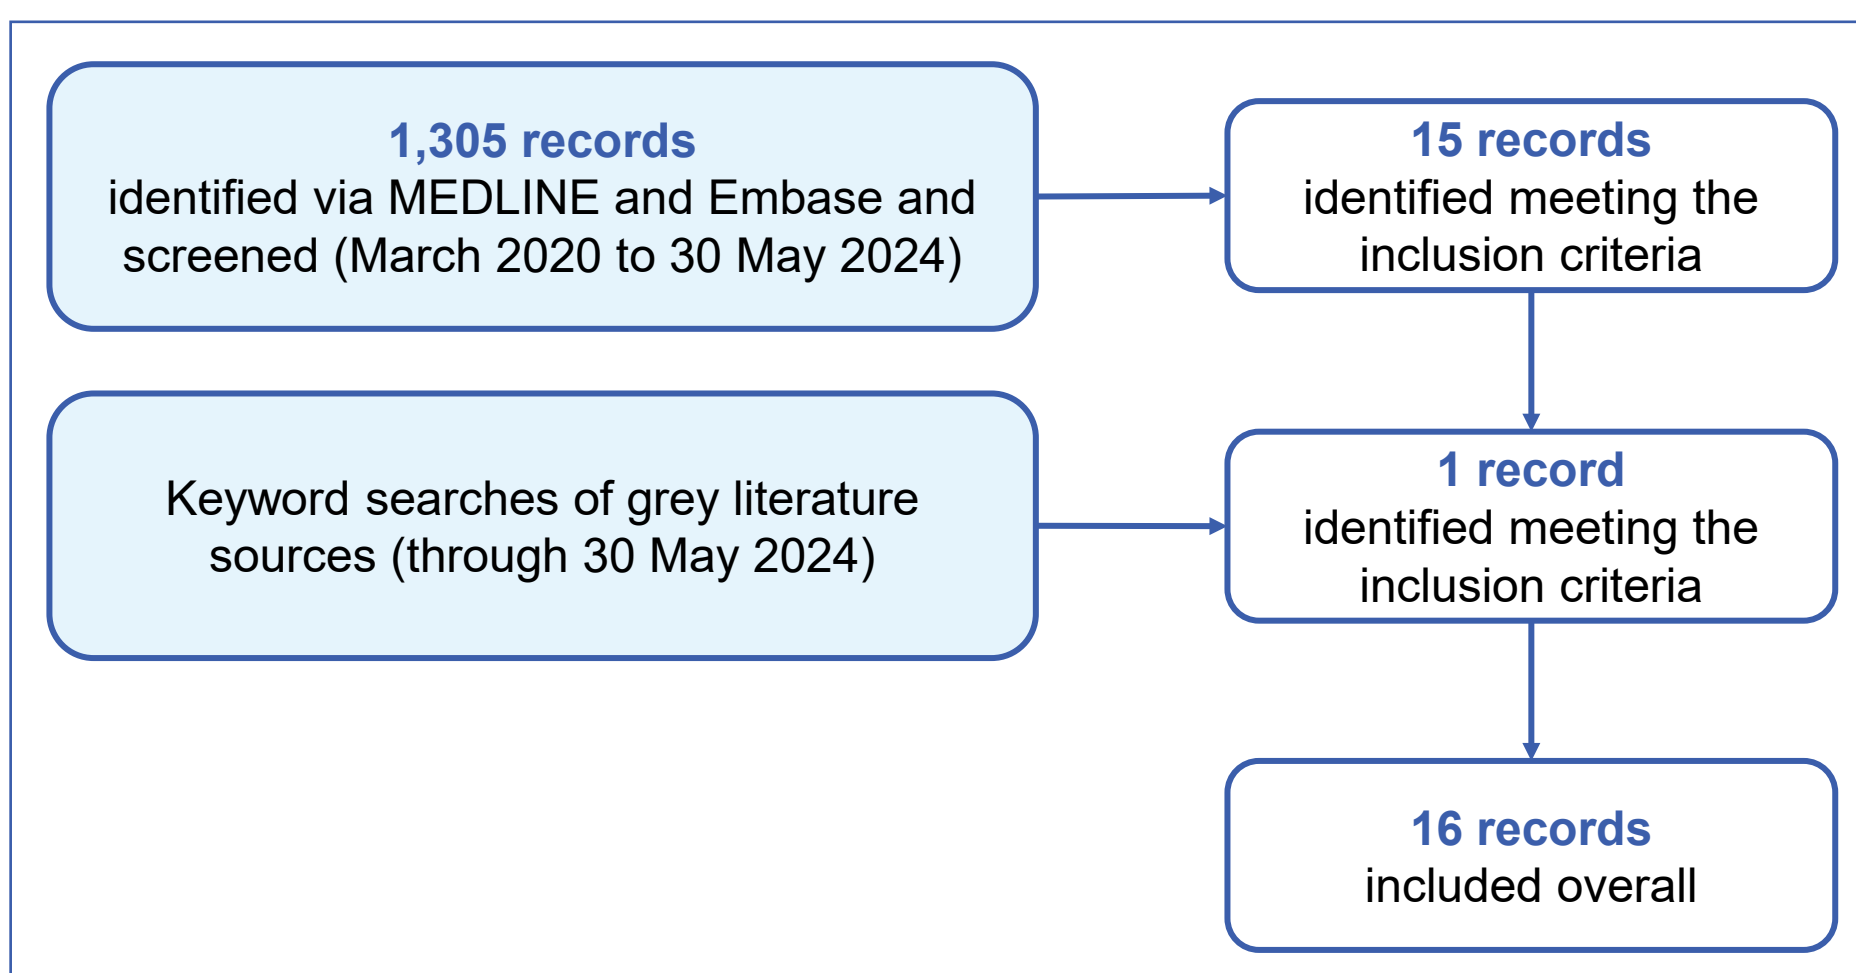 1,305 records
identified via MEDLINE and Embase and
screened (March 2020 to 30 May 2024)
15 records
identified meeting the
inclusion criteria
Keyword searches of grey literature
sources (through 30 May 2024)
1 record
identified meeting the
inclusion criteria
16 records
included overall